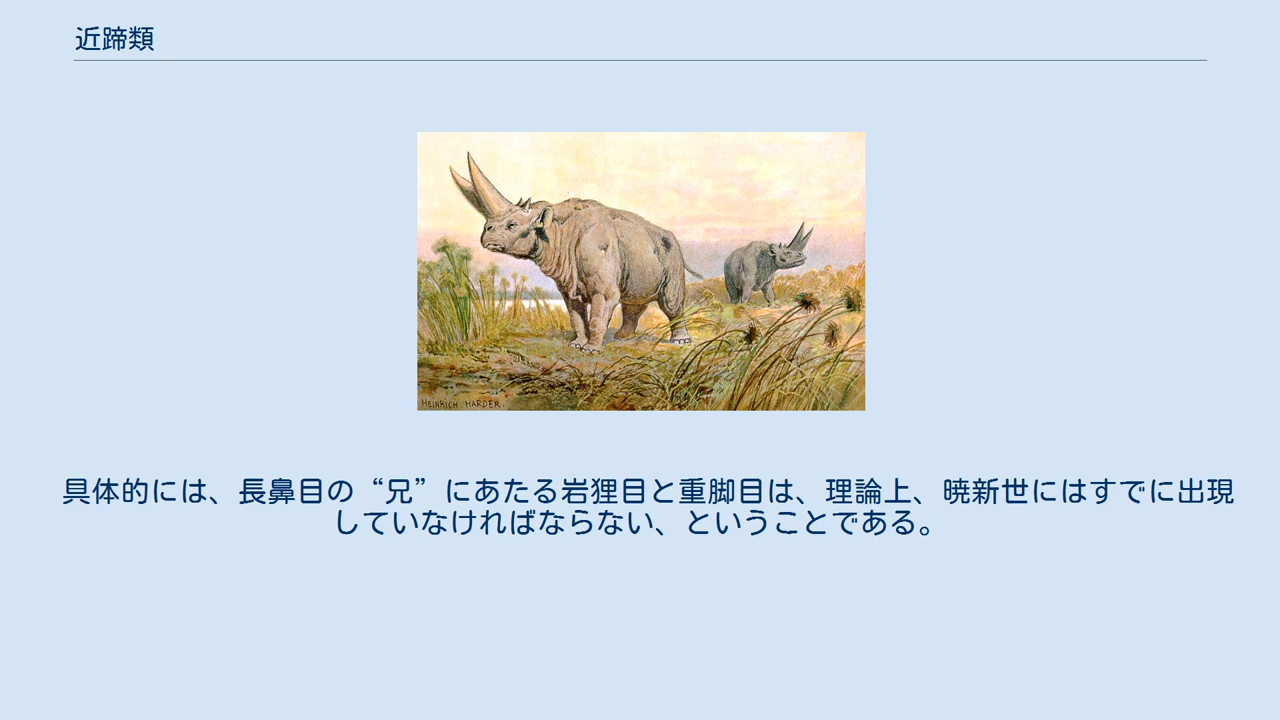 近蹄類
HEINRICH HARDER.
具体的には、長鼻目の“兄”にあたる岩狸目と重脚目は、理論上、暁新世にはすでに出現
していなければならない、ということである。